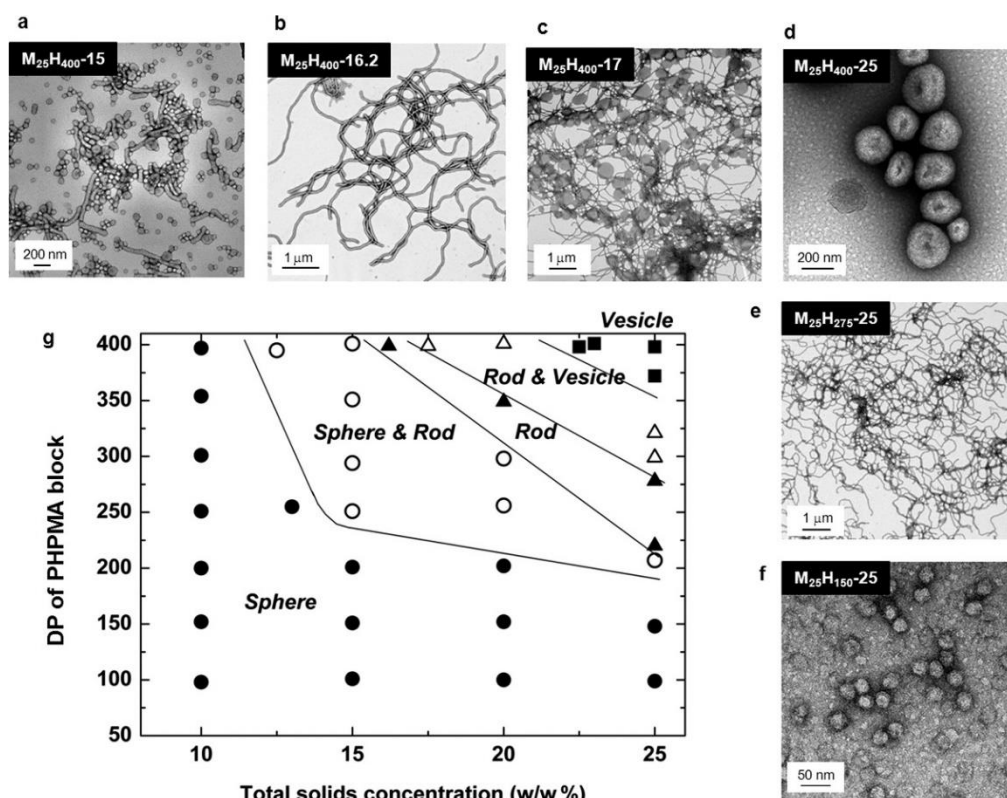 a
M₂₅H₄₀₀-15
200 nm
b
M₂₅H₄₀₀-16.2
1 μm
c
M₂₅H₄₀₀-17
1 μm
d
M₂₅H₄₀₀-25
200 nm
e
M₂₅H₂₇₅-25
1 μm
f
M₂₅H₁₅₀-25
50 nm
g
Vesicle
Rod & Vesicle
Sphere & Rod
Rod
Sphere
DP of PHPMA block
400
350
300
250
200
150
100
50
10
15
20
25
Total solids concentration (w/w %)